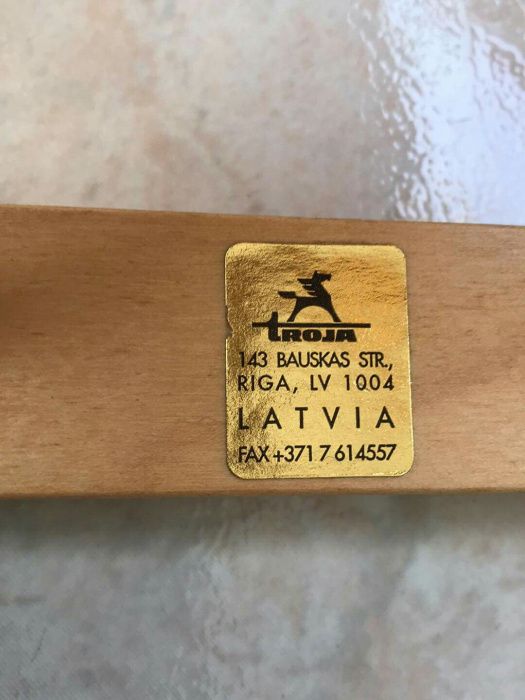 tROJA
143 BAUSKAS STR.,
RIGA, LV 1004
LATVIA
FAX +371 7 614557